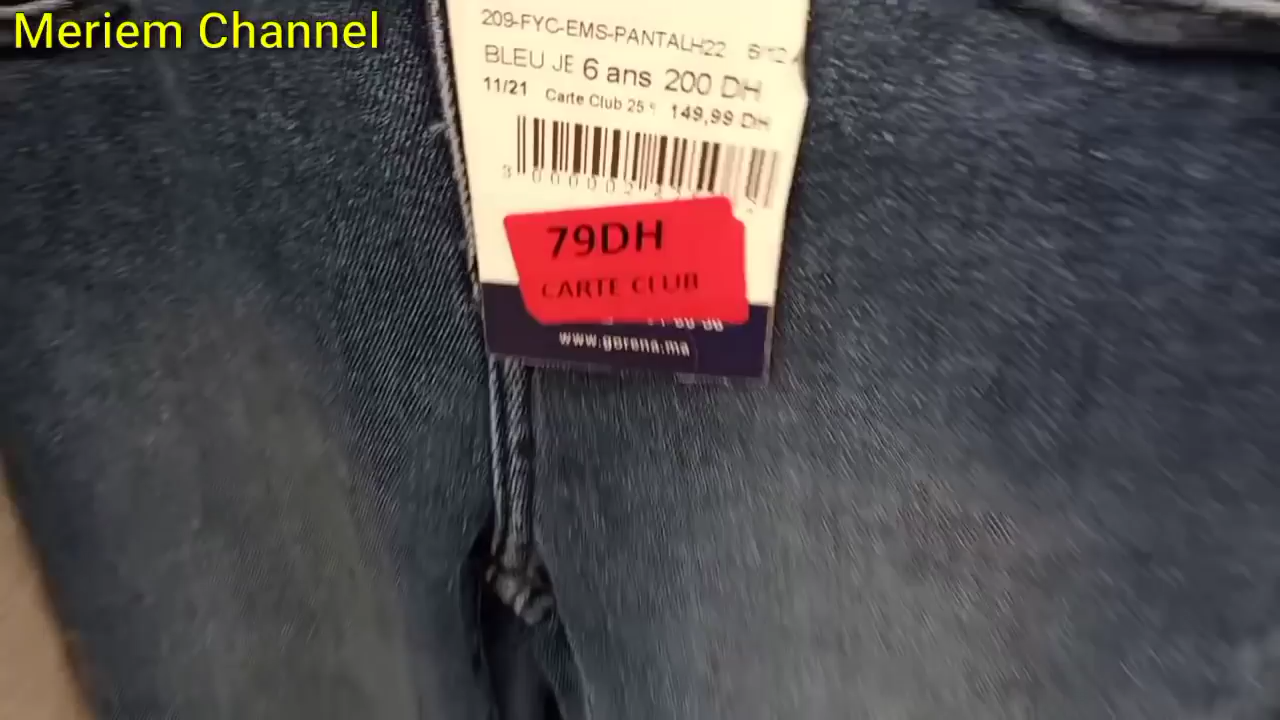 Meriem Channel
209-FYC-EMS-PANTALH22
BLEU JE 6 ans 200 DH
11/21 Carte Club 25 149,99 DH
79DH
CARTE CLUB
www.gorena.ma